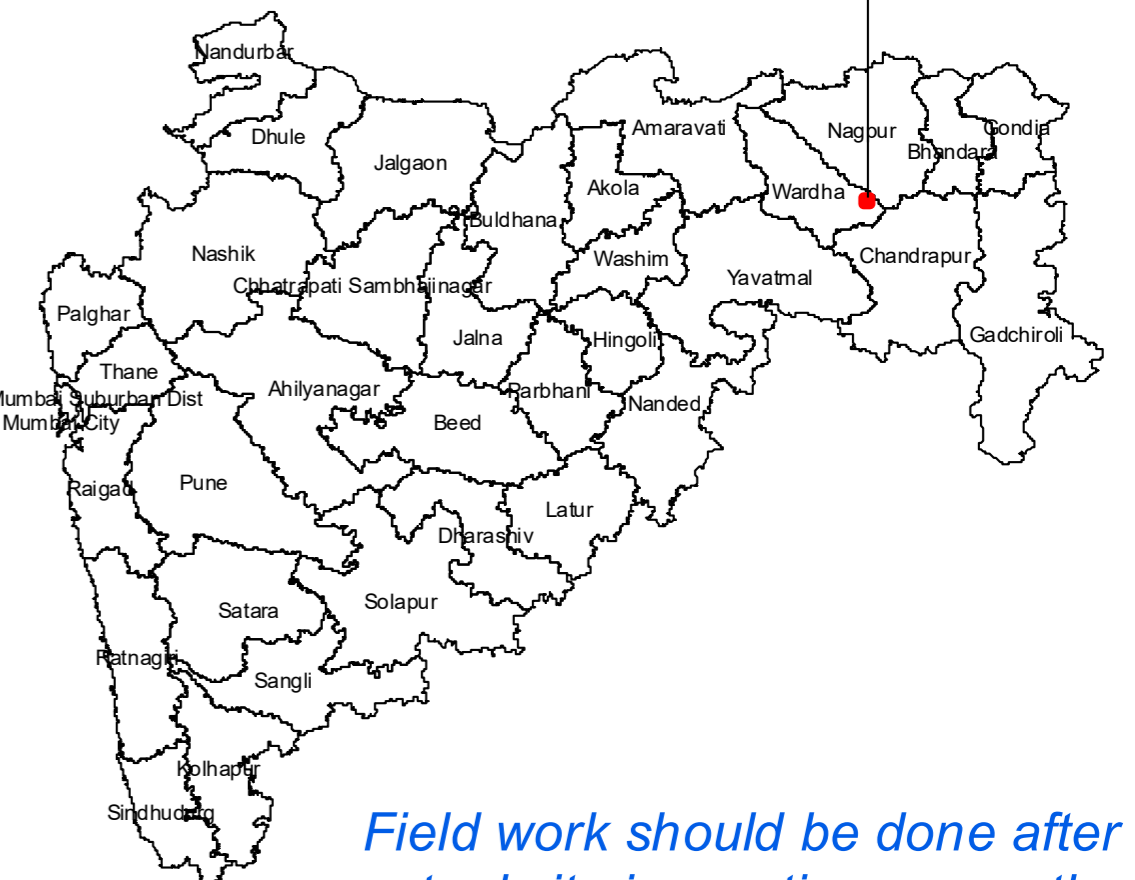 Nandurbar
Dhule
Jalgaon
Amaravati
Nagpur
Gondia
Bhandara
Akola
Wardha
Buldhana
Nashik
Washim
Chandrapur
Yavatmal
Chhatrapati Sambhajinagar
Palghar
Jalna
Hingoli
Gadchiroli
Thane
Ahilyanagar
Parbhani
Mumbai Suburban Dist
Nanded
Mumbai City
Beed
Raigad
Pune
Latur
Dharashiv
Satara
Solapur
Ratnagiri
Sangli
Kolhapur
Sindhudurg
Field work should be done after